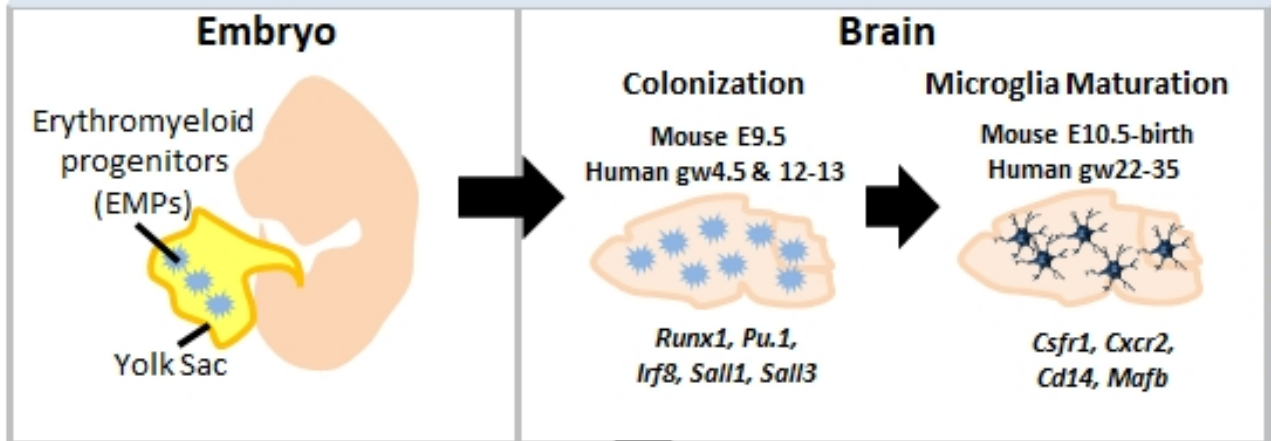 Embryo
Erythromyeloid
progenitors
(EMPs)
Yolk Sac
Brain
Colonization
Mouse E9.5
Human gw4.5 & 12-13
Runx1, Pu.1,
Irf8, Sall1, Sall3
Microglia Maturation
Mouse E10.5-birth
Human gw22-35
Csfr1, Cxcr2,
Cd14, Mafb